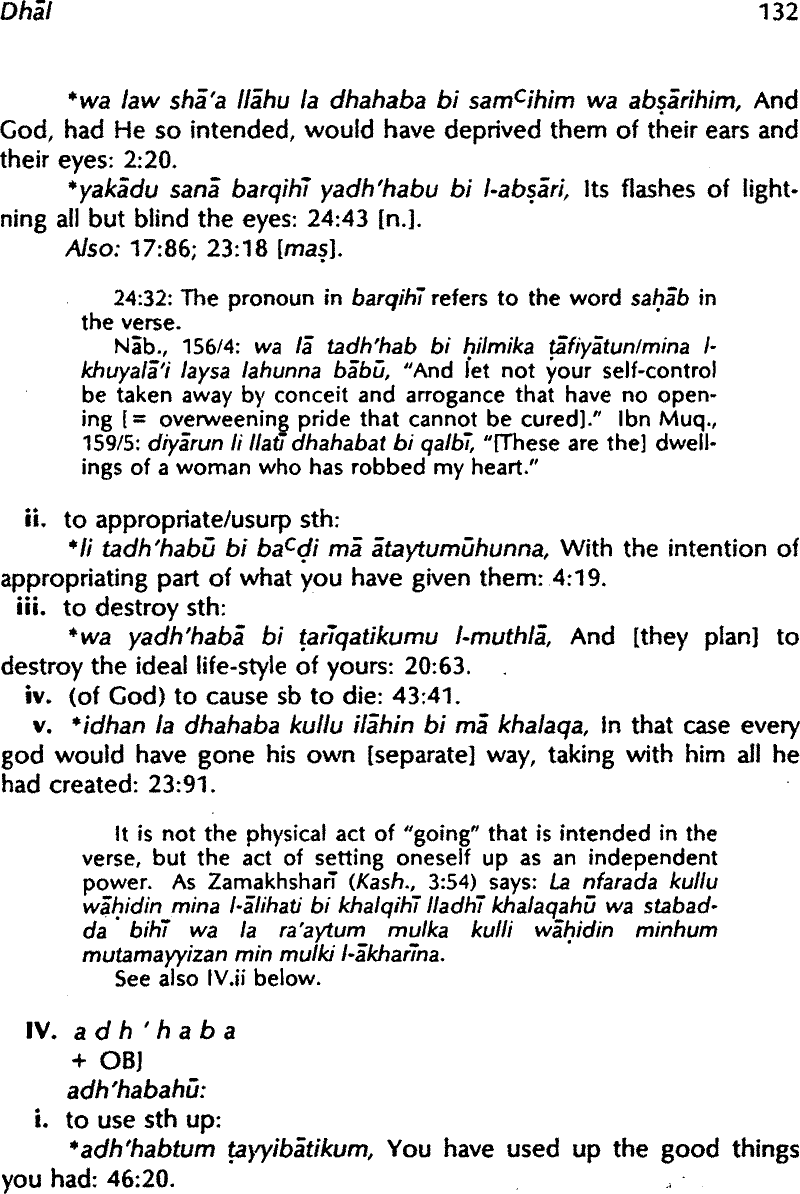 Dhāl 132
*wa law shā'a llāhu la dhahaba bi samᶜihim wa abṣārihim, And
God, had He so intended, would have deprived them of their ears and
their eyes: 2:20.
*yakādu sanā barqihī yadh'habu bi l-abṣāri, Its flashes of light-
ning all but blind the eyes: 24:43 [n.].
Also: 17:86; 23:18 [maṣ].
24:32: The pronoun in barqihī refers to the word saḥāb in
the verse.
Nāb., 156/4: wa lā tadh'hab bi ḥilmika ṭāfiyātun/mina l-
khuyalā'i laysa lahunna bābū, "And let not your self-control
be taken away by conceit and arrogance that have no open-
ing [= overweening pride that cannot be cured]." Ibn Muq.,
159/5: diyārun li llatī dhahabat bi qalbī, "[These are the] dwell-
ings of a woman who has robbed my heart."
ii. to appropriate/usurp sth:
*li tadh'habū bi baᶜḍi mā ātaytumūhunna, With the intention of
appropriating part of what you have given them: 4:19.
iii. to destroy sth:
*wa yadh'habā bi ṭarīqatikumu l-muthlā, And [they plan] to
destroy the ideal life-style of yours: 20:63.
iv. (of God) to cause sb to die: 43:41.
v. *idhan la dhahaba kullu ilāhin bi mā khalaqa, In that case every
god would have gone his own [separate] way, taking with him all he
had created: 23:91.
It is not the physical act of "going" that is intended in the
verse, but the act of setting oneself up as an independent
power. As Zamakhsharī (Kash., 3:54) says: La nfarada kullu
wāḥidin mina l-ālihati bi khalqihī lladhī khalaqahū wa stabad-
da bihī wa la ra'aytum mulka kulli wāḥidin minhum
mutamayyizan min mulki l-ākharīna.
See also IV.ii below.
IV. a d h ' h a b a
+ OBJ
adh'habahū:
i. to use sth up:
*adh'habtum ṭayyibātikum, You have used up the good things
you had: 46:20.